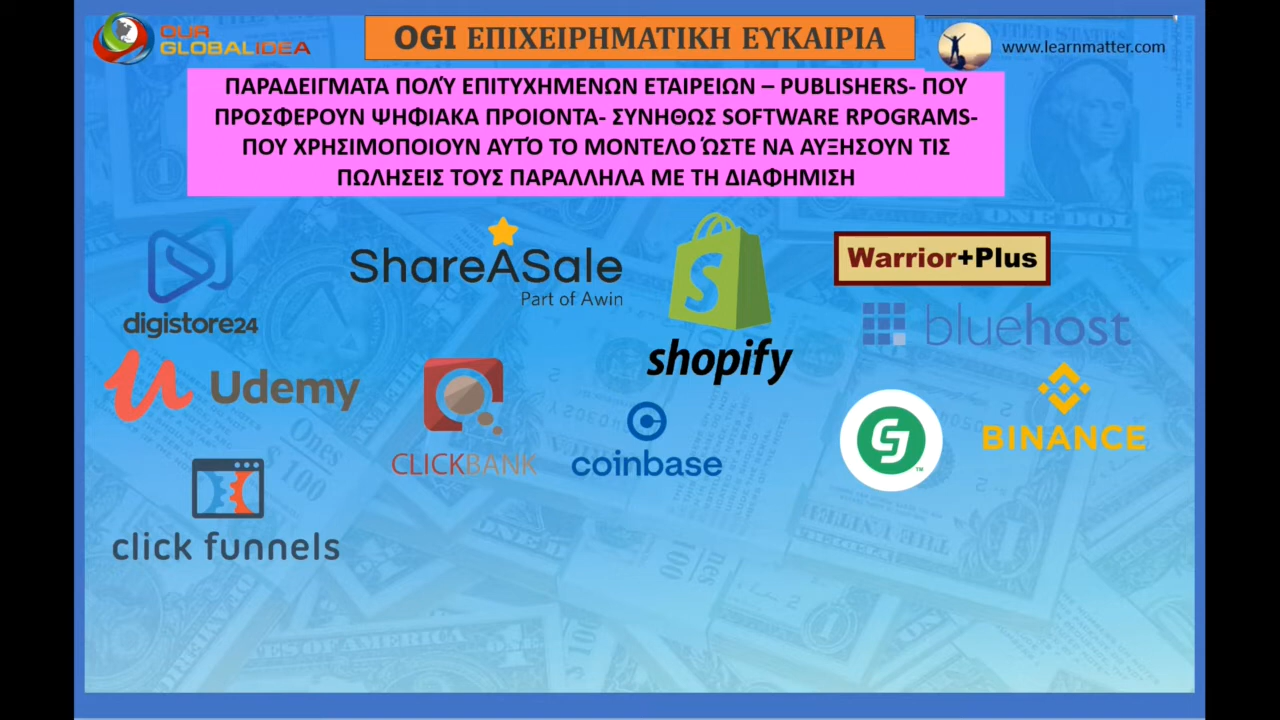 OUR
GLOBALIDEA
OGI ΕΠΙΧΕΙΡΗΜΑΤΙΚΗ ΕΥΚΑΙΡΙΑ
www.learnmatter.com
ΠΑΡΑΔΕΙΓΜΑΤΑ ΠΟΛΎ ΕΠΙΤΥΧΗΜΕΝΩΝ ΕΤΑΙΡΕΙΩΝ – PUBLISHERS- ΠΟΥ
ΠΡΟΣΦΕΡΟΥΝ ΨΗΦΙΑΚΑ ΠΡΟΙΟΝΤΑ- ΣΥΝΗΘΩΣ SOFTWARE RPOGRAMS-
ΠΟΥ ΧΡΗΣΙΜΟΠΟΙΟΥΝ ΑΥΤΌ ΤΟ ΜΟΝΤΕΛΟ ΏΣΤΕ ΝΑ ΑΥΞΗΣΟΥΝ ΤΙΣ
ΠΩΛΗΣΕΙΣ ΤΟΥΣ ΠΑΡΑΛΛΗΛΑ ΜΕ ΤΗ ΔΙΑΦΗΜΙΣΗ
digistore24
ShareASale
Part of Awin
shopify
Warrior+Plus
bluehost
Udemy
CLICKBANK
coinbase
CJ
TM
BINANCE
click funnels